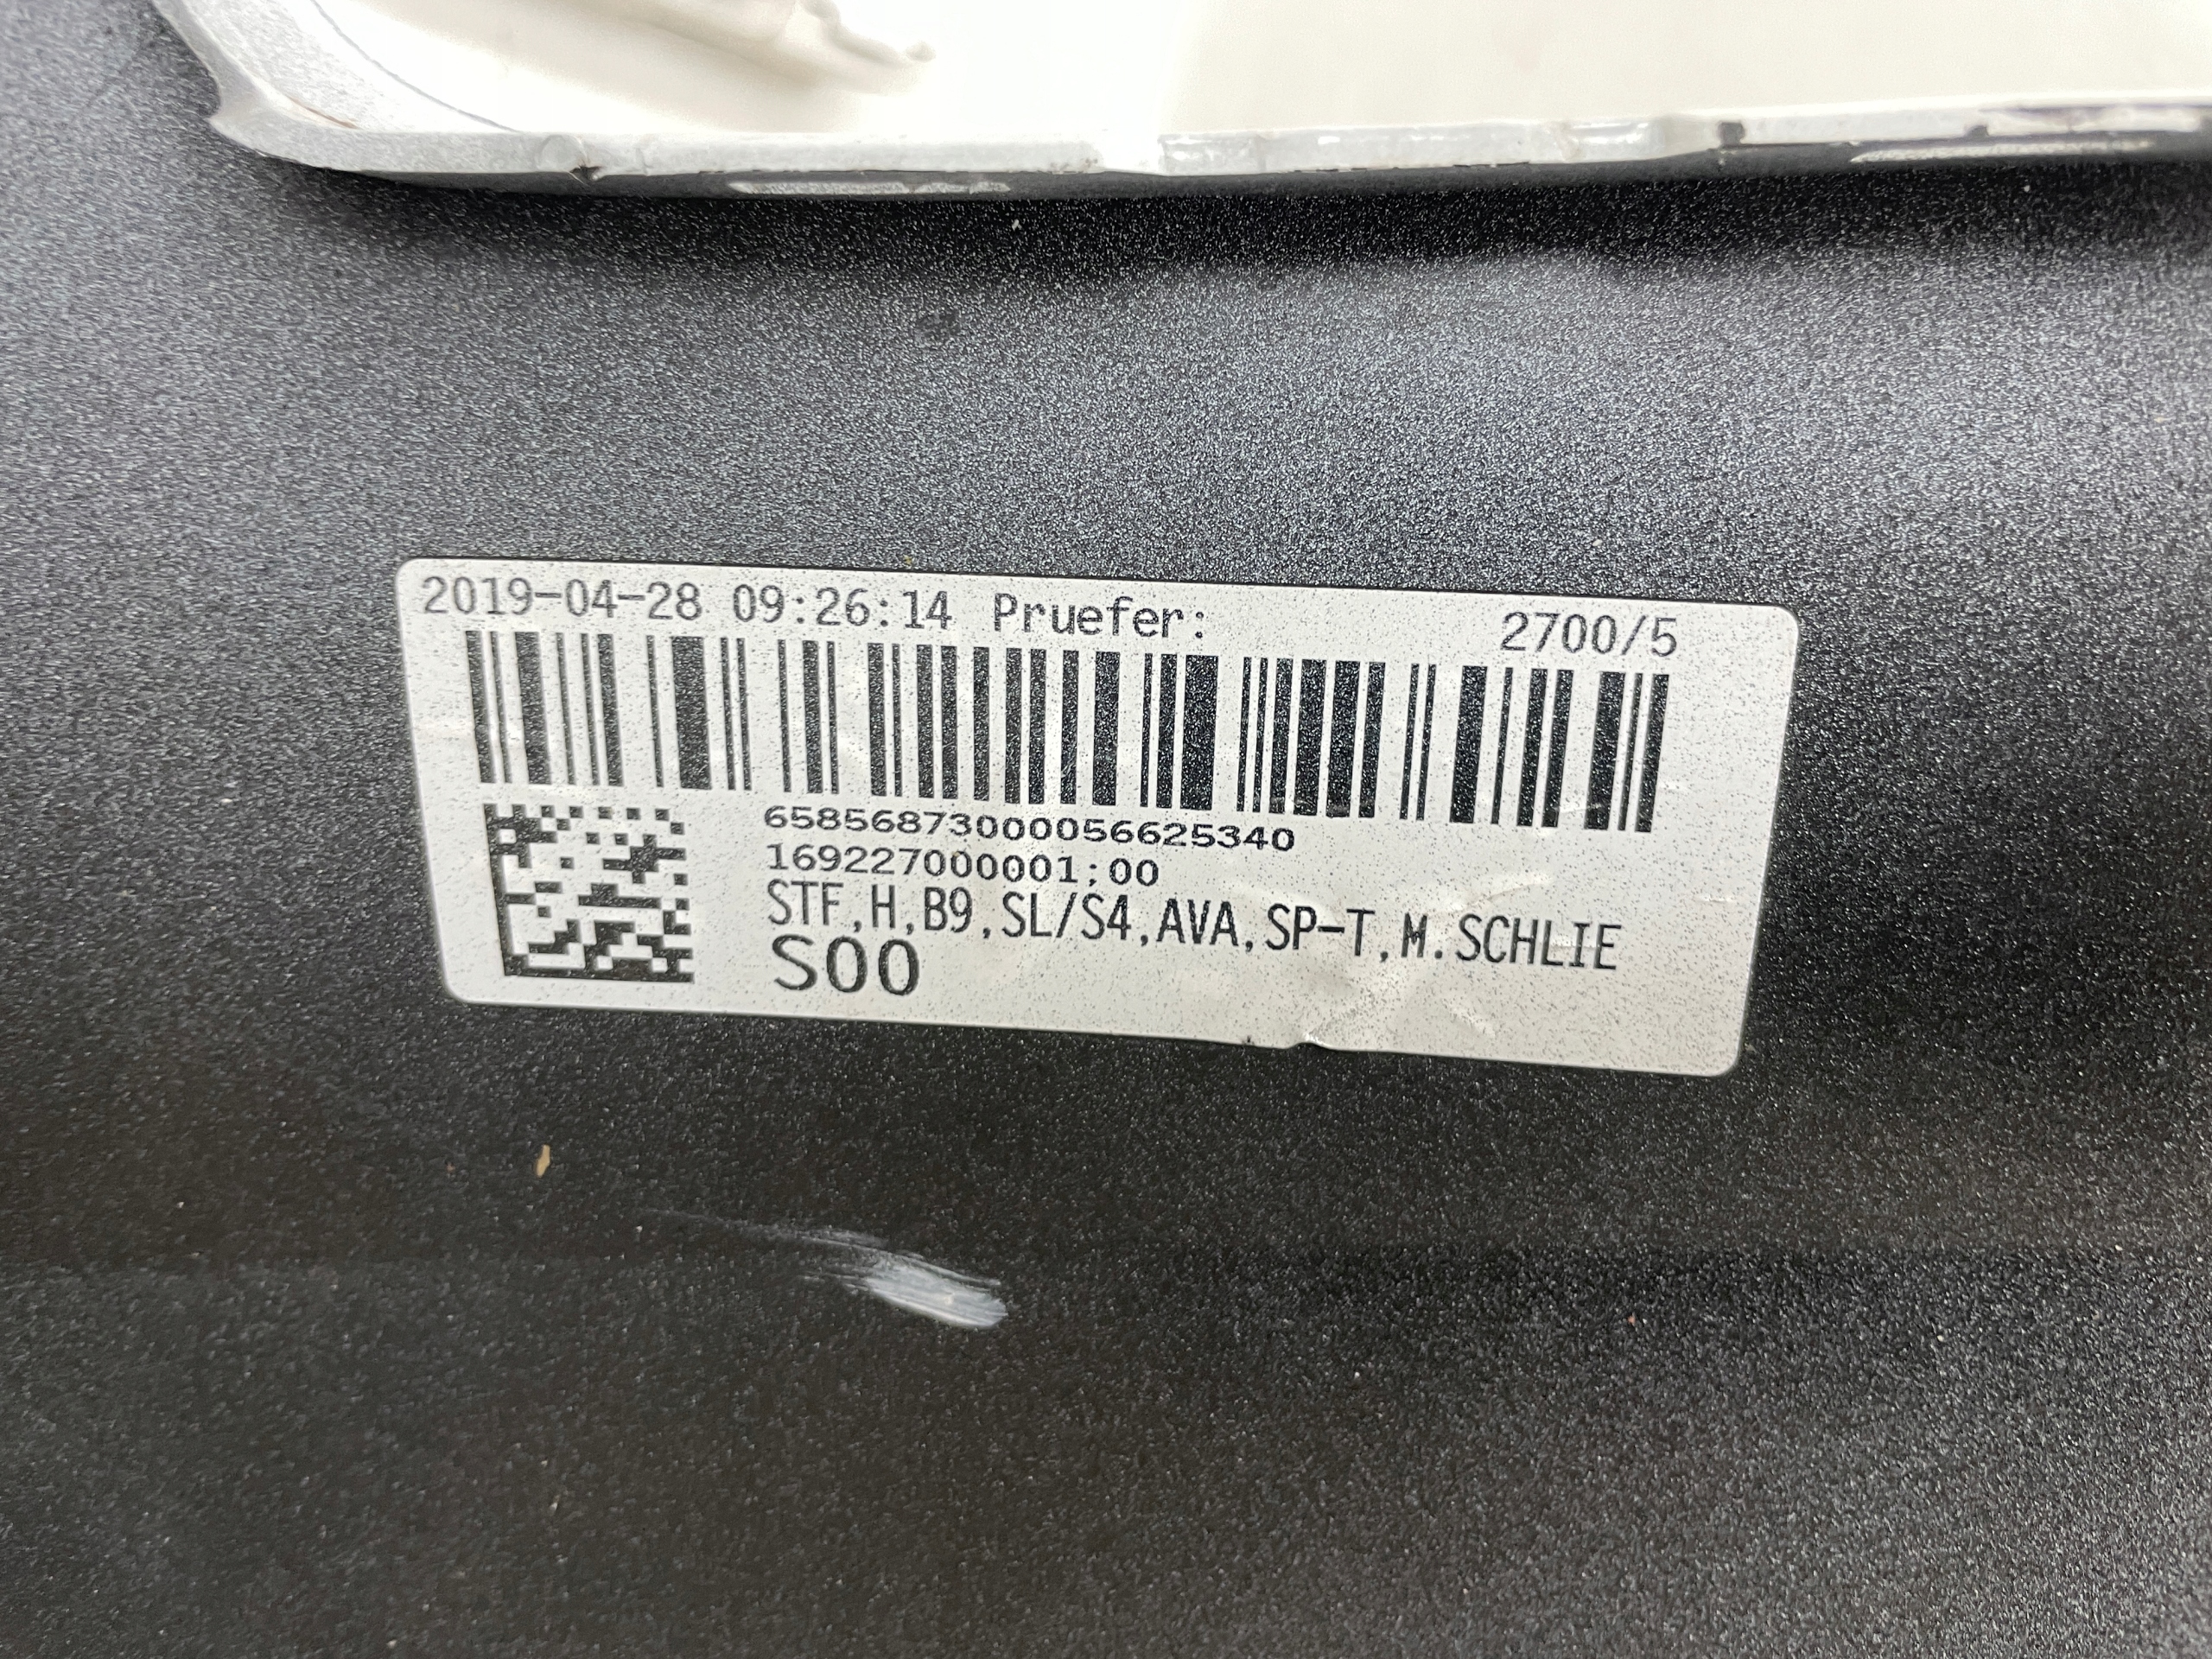 2019-04-28 09:26:14 Pruefer: 2700/5
65856873000056625340
169227000001;00
STF,H,B9,SL/S4,AVA,SP-T,M.SCHLIE
S00